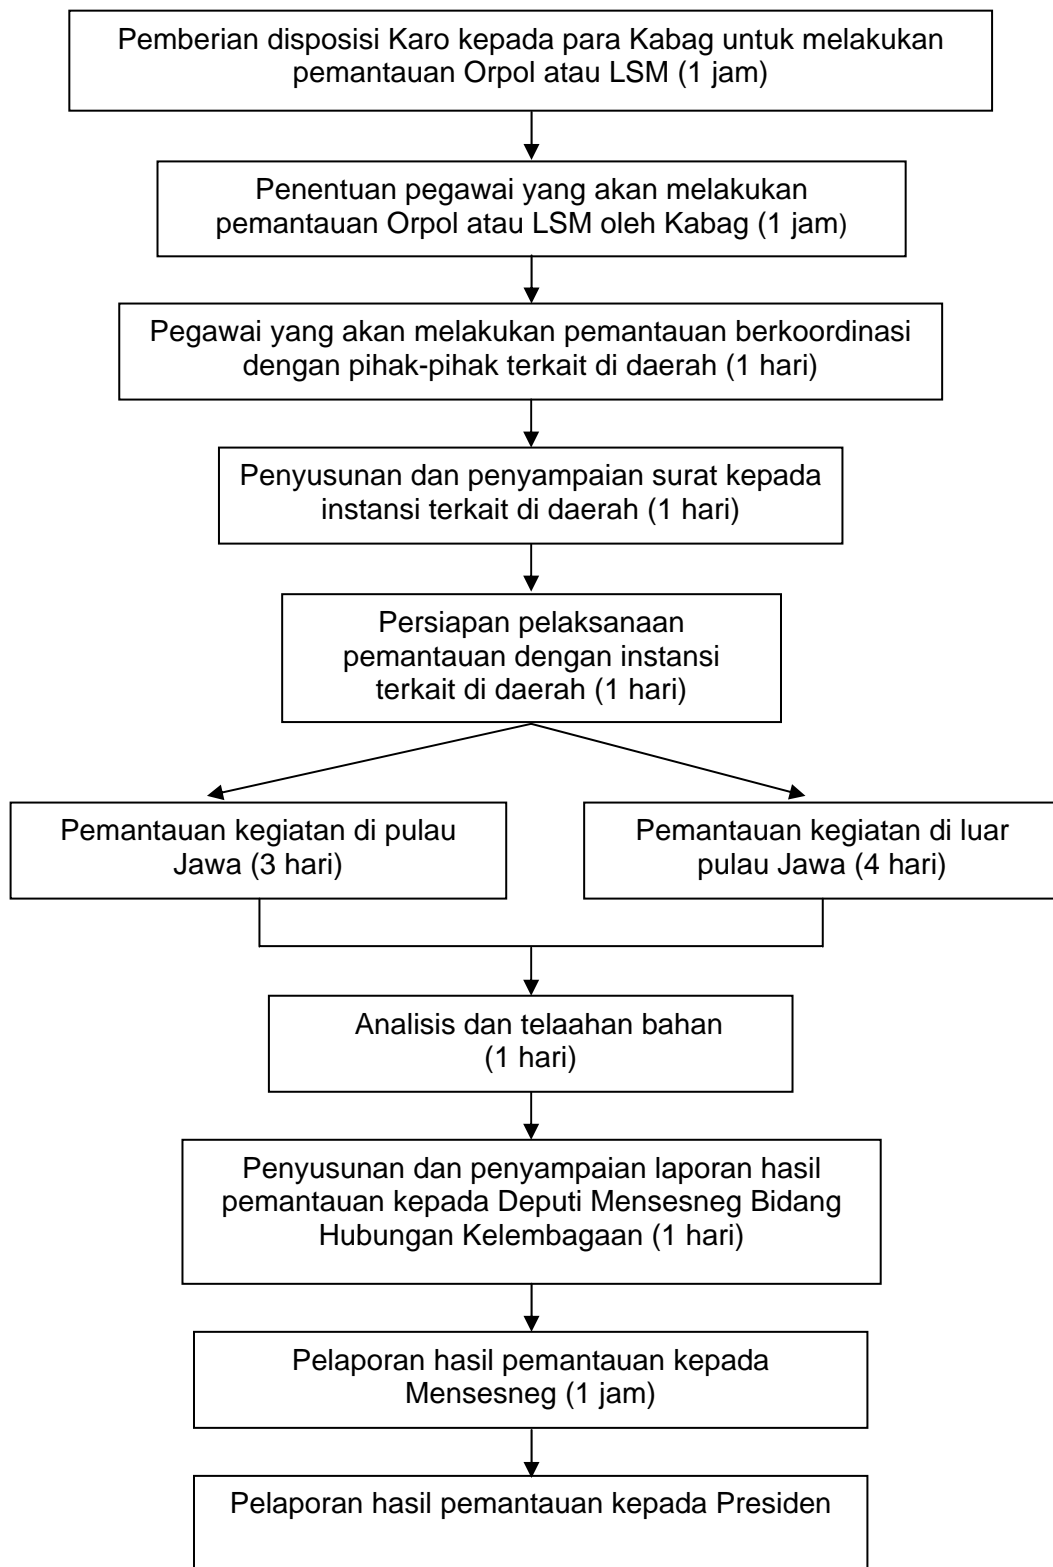 Pemberian disposisi Karo kepada para Kabag untuk melakukan
pemantauan Orpol atau LSM (1 jam)
Penentuan pegawai yang akan melakukan
pemantauan Orpol atau LSM oleh Kabag (1 jam)
Pegawai yang akan melakukan pemantauan berkoordinasi
dengan pihak-pihak terkait di daerah (1 hari)
Penyusunan dan penyampaian surat kepada
instansi terkait di daerah (1 hari)
Persiapan pelaksanaan
pemantauan dengan instansi
terkait di daerah (1 hari)
Pemantauan kegiatan di pulau
Jawa (3 hari)
Pemantauan kegiatan di luar
pulau Jawa (4 hari)
Analisis dan telaahan bahan
(1 hari)
Penyusunan dan penyampaian laporan hasil
pemantauan kepada Deputi Mensesneg Bidang
Hubungan Kelembagaan (1 hari)
Pelaporan hasil pemantauan kepada
Mensesneg (1 jam)
Pelaporan hasil pemantauan kepada Presiden